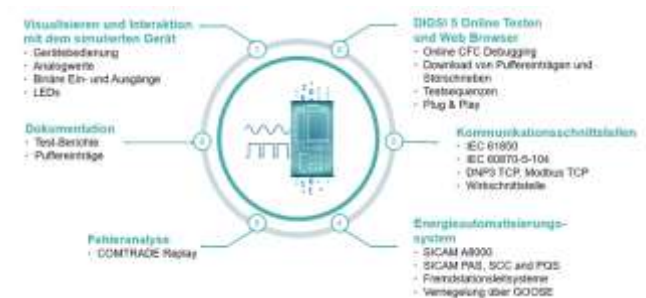 Visualisieren und Interaktion
mit dem simulierten Gerät
- Gerätebedienung
- Analogwerte
- Binäre Ein- und Ausgänge
- LEDs
Dokumentation
- Test-Berichte
- Puffereinträge
Fehleranalyse
- COMTRADE Replay
DIGSI 5 Online Testen
und Web Browser
- Online CFC Debugging
- Download von Puffereinträgen und
Störschrieben
- Testsequenzen
- Plug & Play
Kommunikationsschnittstellen
- IEC 61850
- IEC 60870-5-104
- DNP3 TCP, Modbus TCP
- Wirkschnittstelle
Energieautomatisierungs-
system
- SICAM A8000
- SICAM PAS, SCC and PQS
- Fremdstationsleitsysteme
- Verriegelung über GOOSE